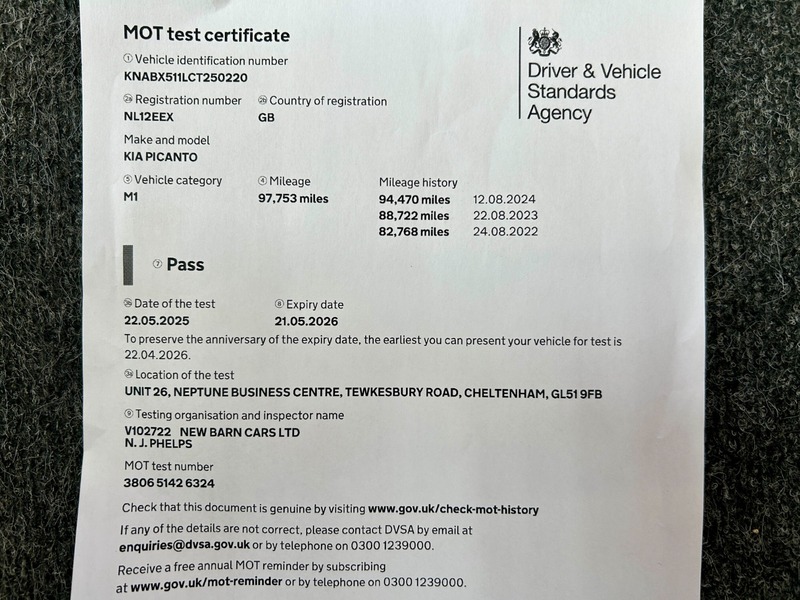 MOT test certificate
① Vehicle identification number
KNABX511LCT250220
Registration number
Country of registration
NL12EEX
GB
Make and model
KIA PICANTO
⑤ Vehicle category
④ Mileage
Mileage history
M1
97,753 miles
94,470 miles 12.08.2024
88,722 miles 22.08.2023
82,768 miles 24.08.2022
⑦ Pass
Date of the test
⑧ Expiry date
22.05.2025
21.05.2026
To preserve the anniversary of the expiry date, the earliest you can present your vehicle for test is
22.04.2026.
Location of the test
UNIT 26, NEPTUNE BUSINESS CENTRE, TEWKESBURY ROAD, CHELTENHAM, GL51 9FB
⑨ Testing organisation and inspector name
V102722 NEW BARN CARS LTD
N. J. PHELPS
MOT test number
3806 5142 6324
Check that this document is genuine by visiting www.gov.uk/check-mot-history
If any of the details are not correct, please contact DVSA by email at
enquiries@dvsa.gov.uk or by telephone on 0300 1239000.
Receive a free annual MOT reminder by subscribing
at www.gov.uk/mot-reminder or by telephone on 0300 1239000.
Driver & Vehicle
Standards
Agency